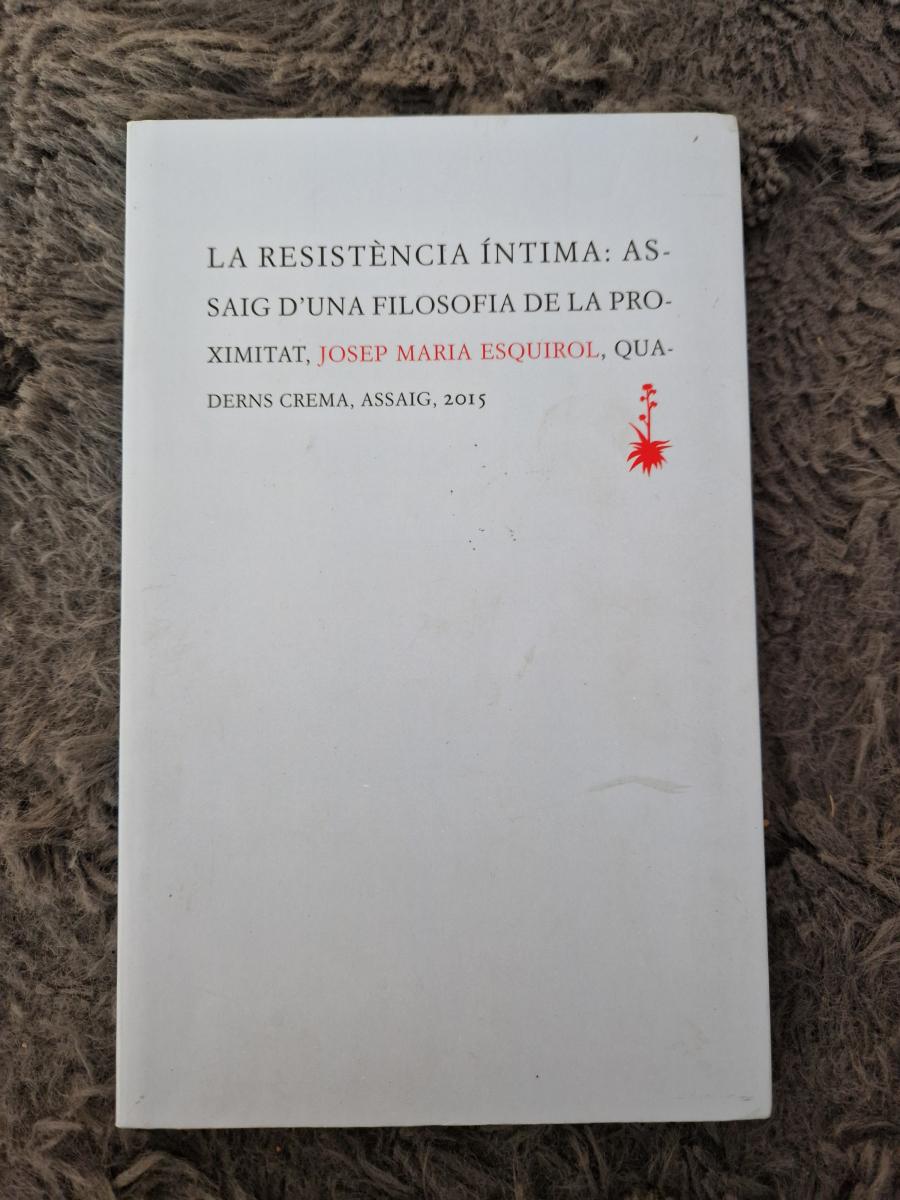 LA RESISTÈNCIA ÍNTIMA: AS-
SAIG D'UNA FILOSOFIA DE LA PRO-
XIMITAT, JOSEP MARIA ESQUIROL, QUA-
DERNS CREMA, ASSAIG, 2015